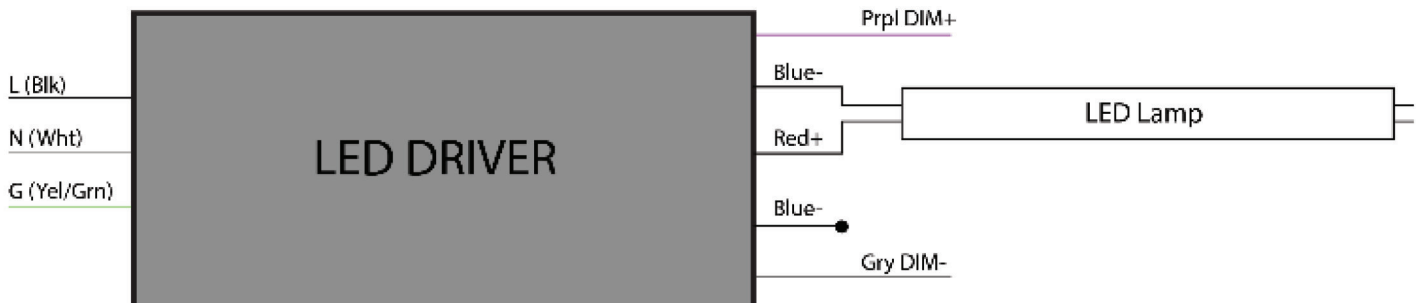 Prpl DIM+
L (Blk)
Blue-
LED Lamp
N (Wht)
LED DRIVER
Red+
G (Yel/Grn)
Blue-
Gry DIM-